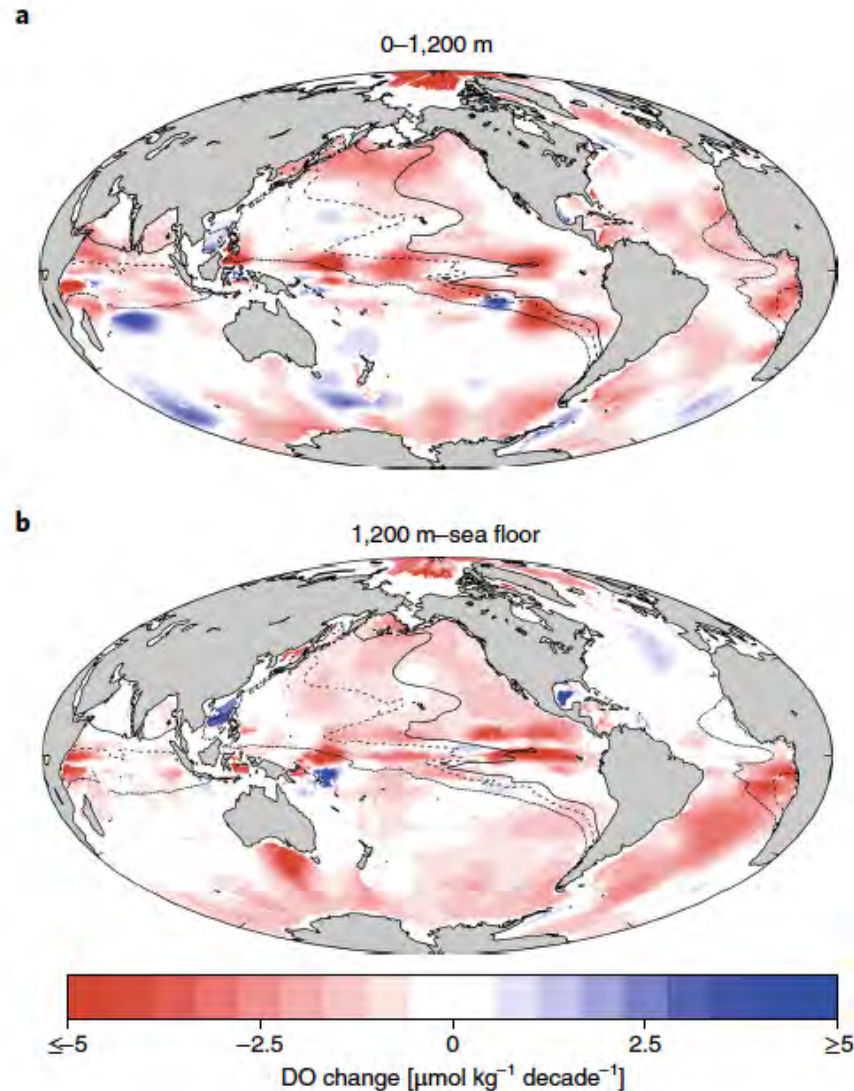 a
0–1,200 m
b
1,200 m–sea floor
≤–5 –2.5 0 2.5 ≥5
DO change [μmol kg⁻¹ decade⁻¹]